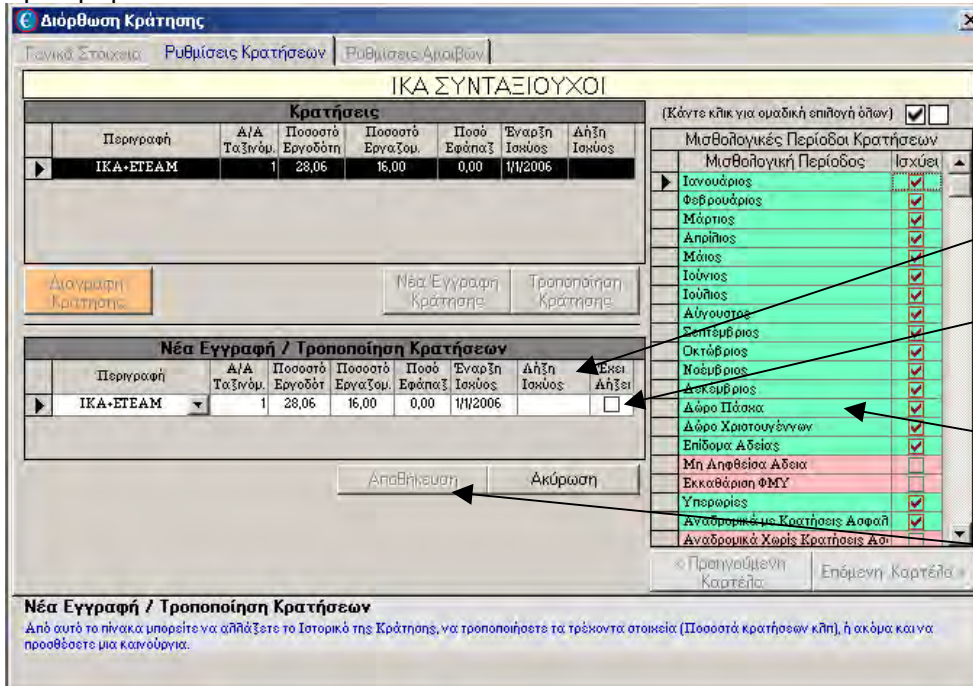 Διόρθωση Κράτησης
Γενικά Στοιχεία Ρυθμίσεις Κρατήσεων Ρυθμίσεις Αμοιβών
ΙΚΑ ΣΥΝΤΑΞΙΟΥΧΟΙ
Κρατήσεις
Περιγραφή Α/Α Ταξινόμ. Ποσοστό Εργοδότη Ποσοστό Εργαζομ. Ποσό Εφάπαξ Έναρξη Ισχύος Λήξη Ισχύος
ΙΚΑ+ΕΤΕΑΜ 1 28,06 16,00 0,00 1/1/2006
Διαγραφή Κράτησης
Νέα Έγγραφη Κράτησης
Τροποποίηση Κράτησης
Νέα Εγγραφή / Τροποποίηση Κρατήσεων
Περιγραφή Α/Α Ταξινόμ. Ποσοστό Εργοδότ Ποσοστό Εργαζομ. Ποσό Εφάπαξ Έναρξη Ισχύος Λήξη Ισχύος Έχει Λήξει
ΙΚΑ+ΕΤΕΑΜ 1 28,06 16,00 0,00 1/1/2006
Αποθήκευση Ακύρωση
(Κάντε κλικ για ομαδική επιλογή όλων)
Μισθολογικές Περίοδοι Κρατήσεων
Μισθολογική Περίοδος Ισχύει
Ιανουάριος
Φεβρουάριος
Μάρτιος
Απρίλιος
Μάιος
Ιούνιος
Ιούλιος
Αύγουστος
Σεπτέμβριος
Οκτώβριος
Νοέμβριος
Δεκέμβριος
Δώρο Πάσχα
Δώρο Χριστουγέννων
Επίδομα Αδείας
Μη Ληφθείσα Αδεια
Εκκαθάριση ΦΜΥ
Υπερωρίες
Αναδρομικά με Κρατήσεις Ασφαλ
Αναδρομικά Χωρίς Κρατήσεις Ασ
< Προηγούμενη Καρτέλα
Επόμενη Καρτέλα >
Νέα Εγγραφή / Τροποποίηση Κρατήσεων
Από αυτό το πίνακα μπορείτε να αλλάξετε το Ιστορικό της Κράτησης, να τροποποιήσετε τα τρέχοντα στοιχεία (Ποσοστά κρατήσεων κλπ), ή ακόμα και να
προσθέσετε μια καινούργια.